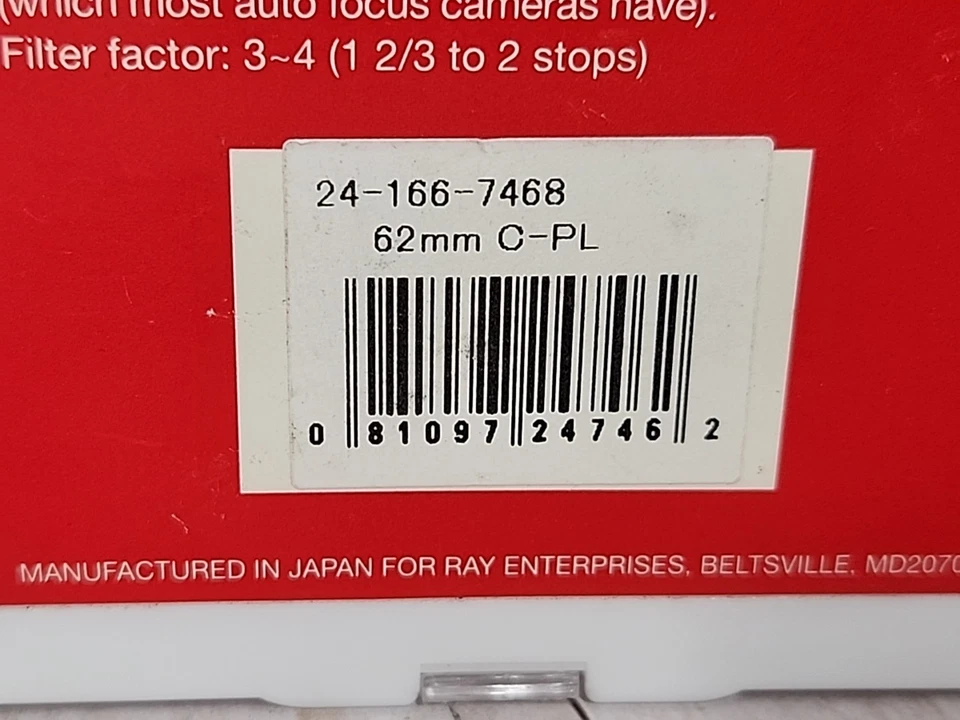 (which most auto focus cameras have).
Filter factor: 3~4 (1 2/3 to 2 stops)
24-166-7468
62mm C-PL
0 81097 24746 2
MANUFACTURED IN JAPAN FOR RAY ENTERPRISES, BELTSVILLE, MD2070